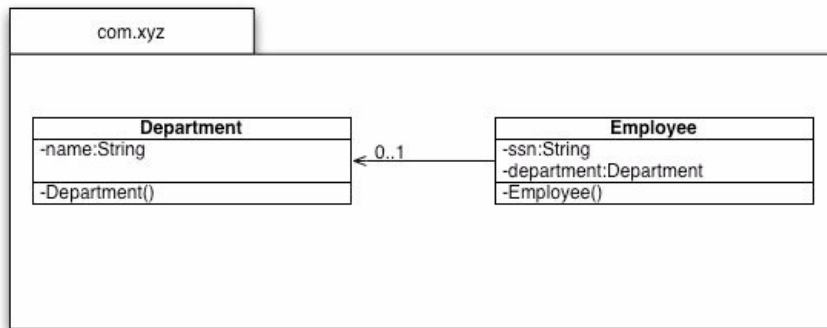 com.xyz
Department
-name:String
-Department()
0..1
Employee
-ssn:String
-department:Department
-Employee()